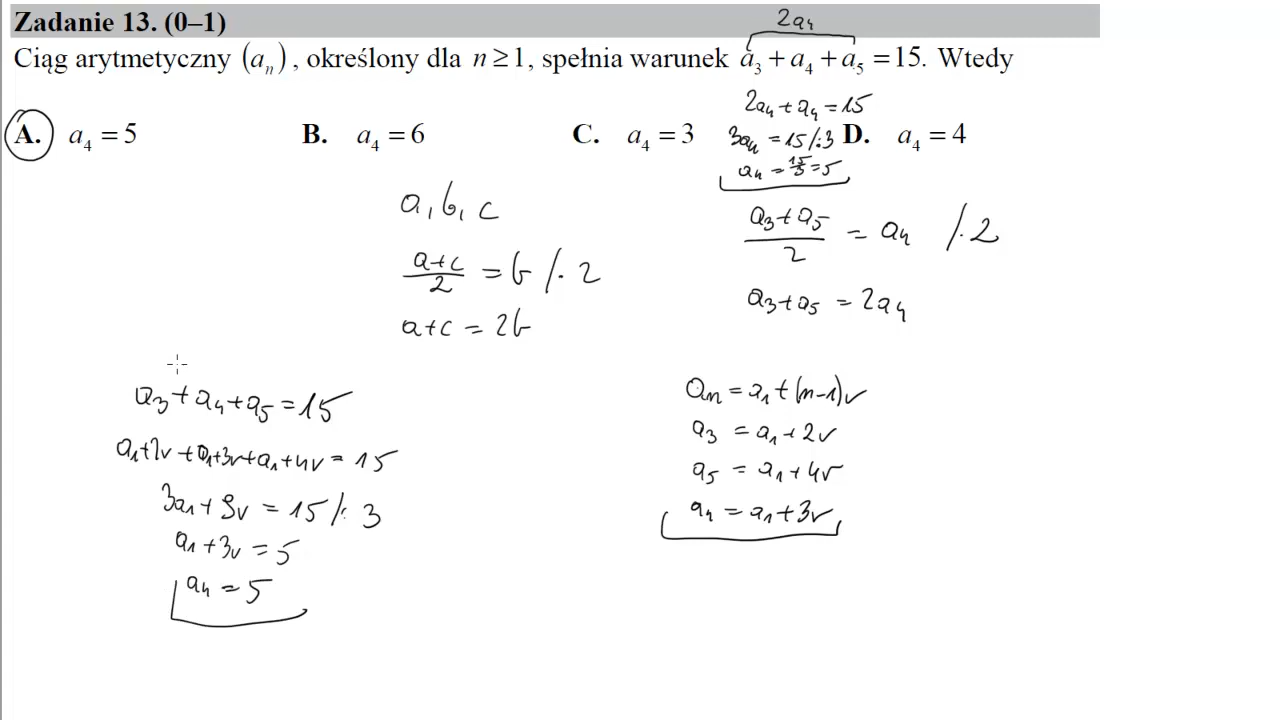 Zadanie 13. (0–1)
2a₄
Ciąg arytmetyczny (aₙ), określony dla n ≥ 1, spełnia warunek a₃ + a₄ + a₅ = 15. Wtedy
2a₄ + a₄ = 15
3a₄ = 15 /:3
a₄ = 15/3 = 5
A. a₄ = 5 B. a₄ = 6 C. a₄ = 3 D. a₄ = 4
a, b, c
(a+c)/2 = b /· 2
a+c = 2b
(a₃+a₅)/2 = a₄ /· 2
a₃+a₅ = 2a₄
a₃ + a₄ + a₅ = 15
a₁+2r + a₁+3r + a₁+4r = 15
3a₁ + 9r = 15 /: 3
a₁ + 3r = 5
a₄ = 5
aₙ = a₁ + (n-1)r
a₃ = a₁ + 2r
a₅ = a₁ + 4r
a₄ = a₁ + 3r